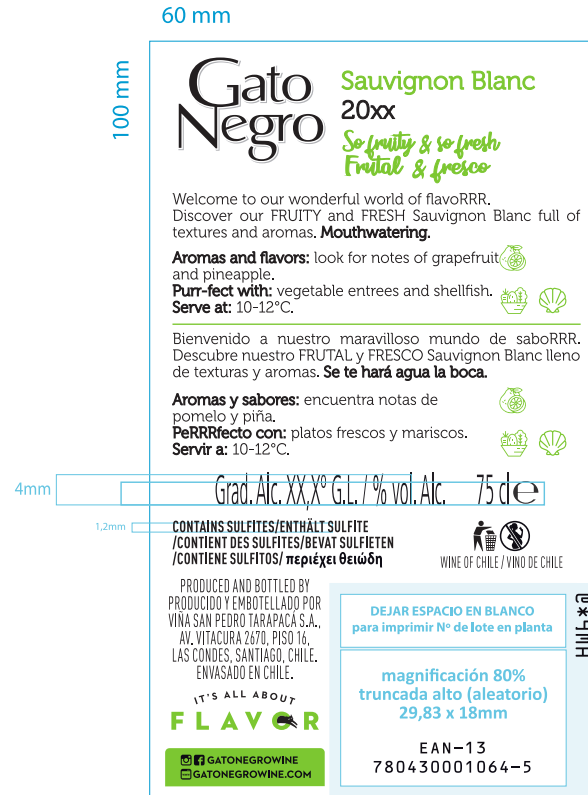 60 mm
100 mm
Gato
Negro
Sauvignon Blanc
20xx
So fruity & so fresh
Frutal & fresco
Welcome to our wonderful world of flavoRRR.
Discover our FRUITY and FRESH Sauvignon Blanc full of
textures and aromas. Mouthwatering.
Aromas and flavors: look for notes of grapefruit
and pineapple.
Purr-fect with: vegetable entrees and shellfish.
Serve at: 10-12°C.
Bienvenido a nuestro maravilloso mundo de saboRRR.
Descubre nuestro FRUTAL y FRESCO Sauvignon Blanc lleno
de texturas y aromas. Se te hará agua la boca.
Aromas y sabores: encuentra notas de
pomelo y piña.
PeRRRfecto con: platos frescos y mariscos.
Servir a: 10-12°C.
4mm
Grad. Alc. XX,Xº G.L. / % vol. Alc. 75 cl e
1,2mm
CONTAINS SULFITES/ENTHÄLT SULFITE
/CONTIENT DES SULFITES/BEVAT SULFIETEN
/CONTIENE SULFITOS/ περιέχει θειώδη
WINE OF CHILE / VINO DE CHILE
PRODUCED AND BOTTLED BY
PRODUCIDO Y EMBOTELLADO POR
VIÑA SAN PEDRO TARAPACÁ S.A.,
AV. VITACURA 2670, PISO 16,
LAS CONDES, SANTIAGO, CHILE.
ENVASADO EN CHILE.
IT'S ALL ABOUT
FLAVOR
GATONEGROWINE
GATONEGROWINE.COM
DEJAR ESPACIO EN BLANCO
para imprimir Nº de lote en planta
magnificación 80%
truncada alto (aleatorio)
29,83 x 18mm
EAN-13
780430001064-5